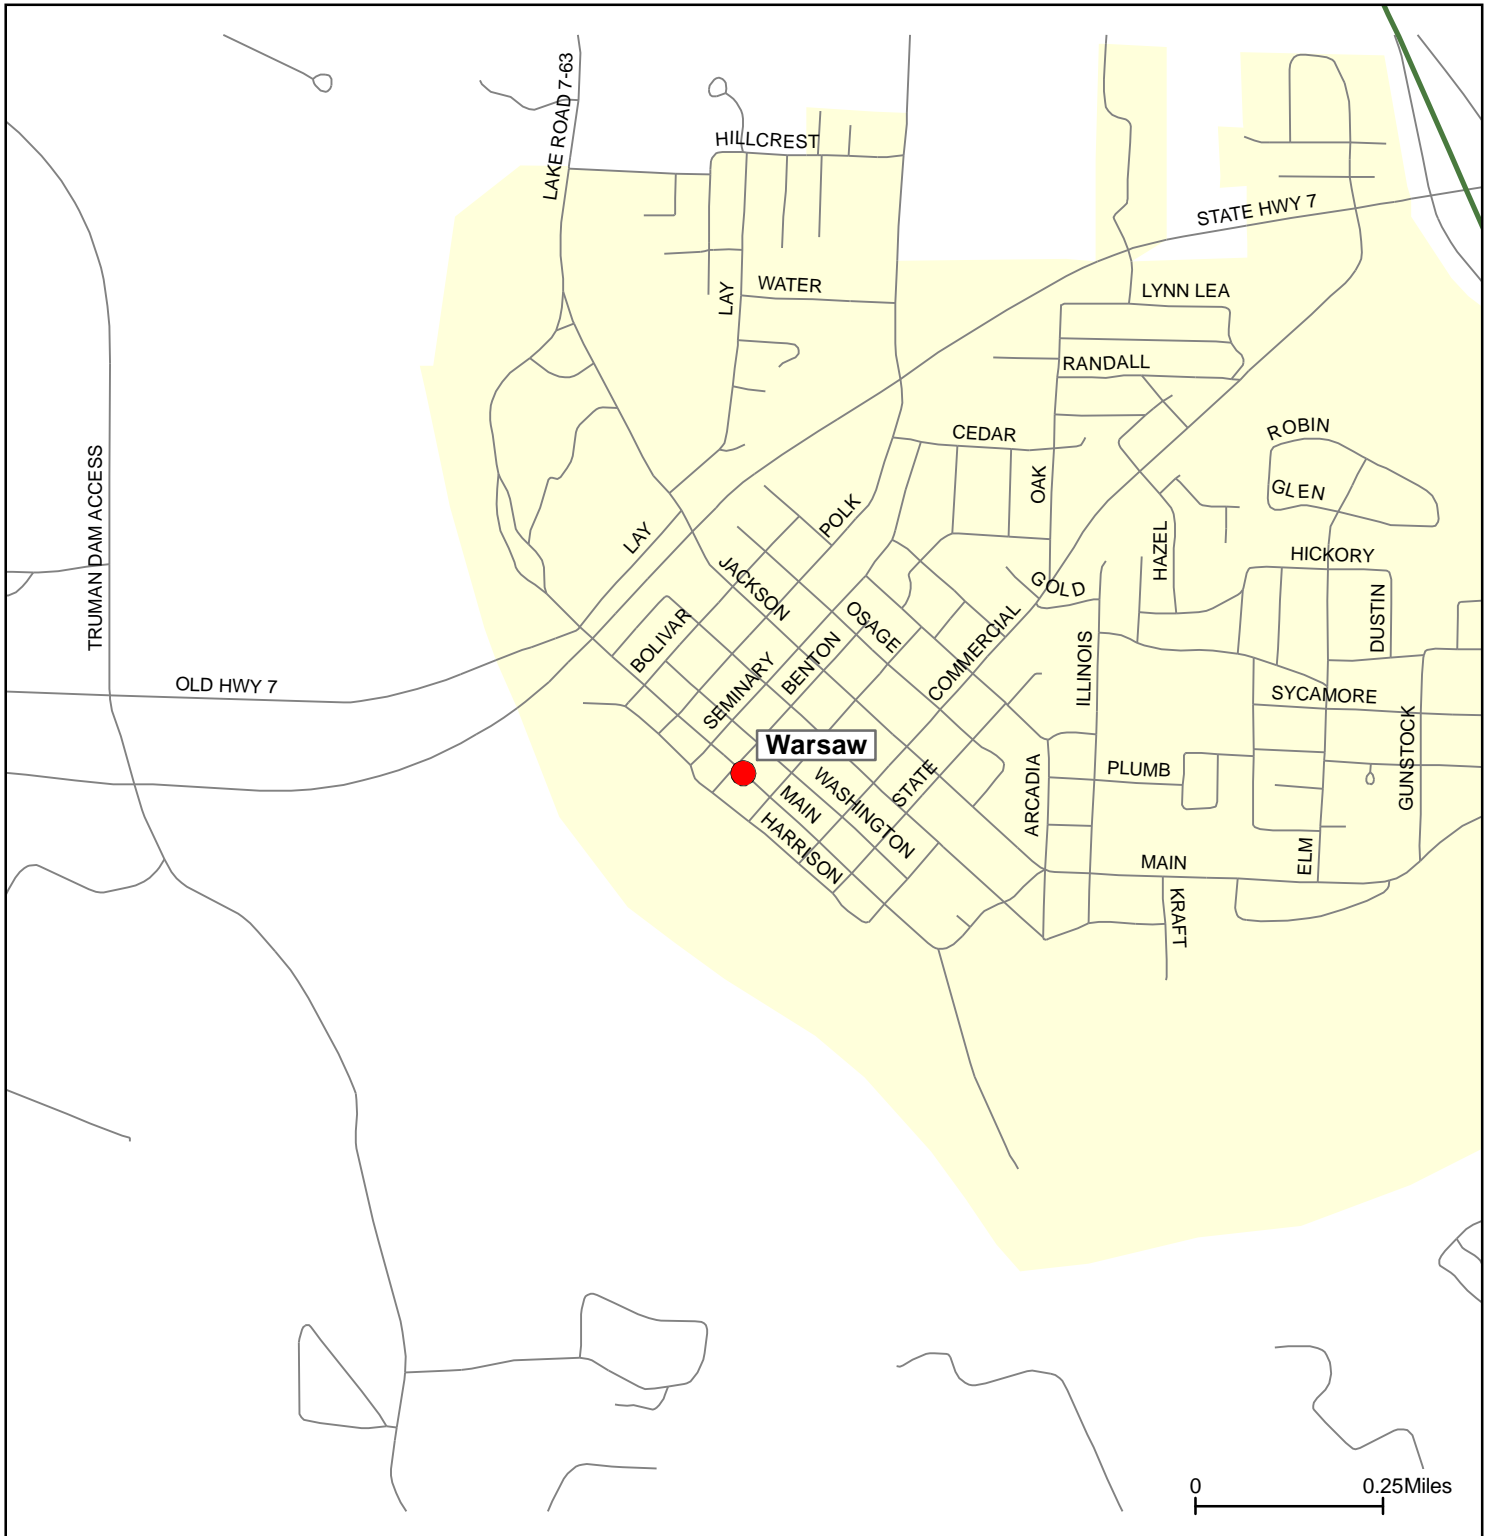 LAKE ROAD 7-63
HILLCREST
STATE HWY 7
WATER
LAY
LYNN LEA
RANDALL
CEDAR
ROBIN
GLEN
OAK
POLK
LAY
TRUMAN DAM ACCESS
HAZEL
HICKORY
JACKSON
GOLD
DUSTIN
OSAGE
BOLIVAR
BENTON
COMMERCIAL
ILLINOIS
SEMINARY
OLD HWY 7
SYCAMORE
GUNSTOCK
Warsaw
PLUMB
STATE
ARCADIA
WASHINGTON
MAIN
HARRISON
MAIN
ELM
KRAFT
0 0.25Miles